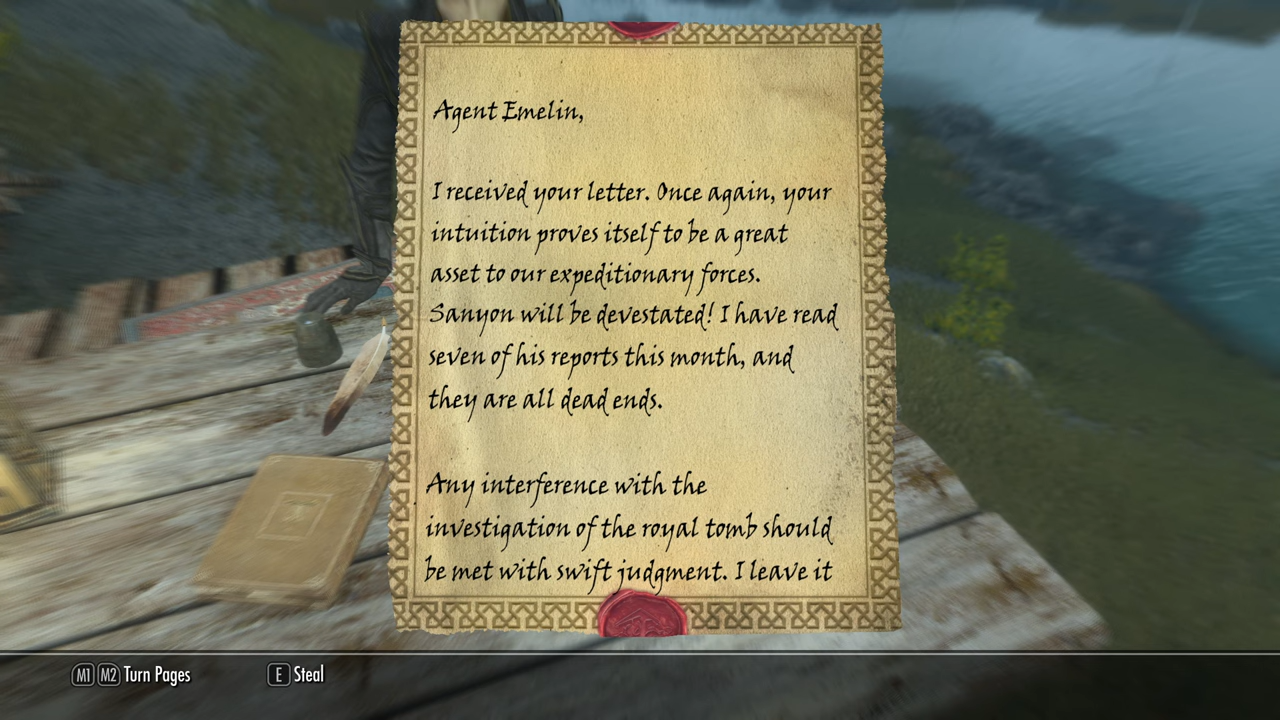 Agent Emelin,
I received your letter. Once again, your
intuition proves itself to be a great
asset to our expeditionary forces.
Sanyon will be devestated! I have read
seven of his reports this month, and
they are all dead ends.
Any interference with the
investigation of the royal tomb should
be met with swift judgment. I leave it
M1 M2 Turn Pages E Steal